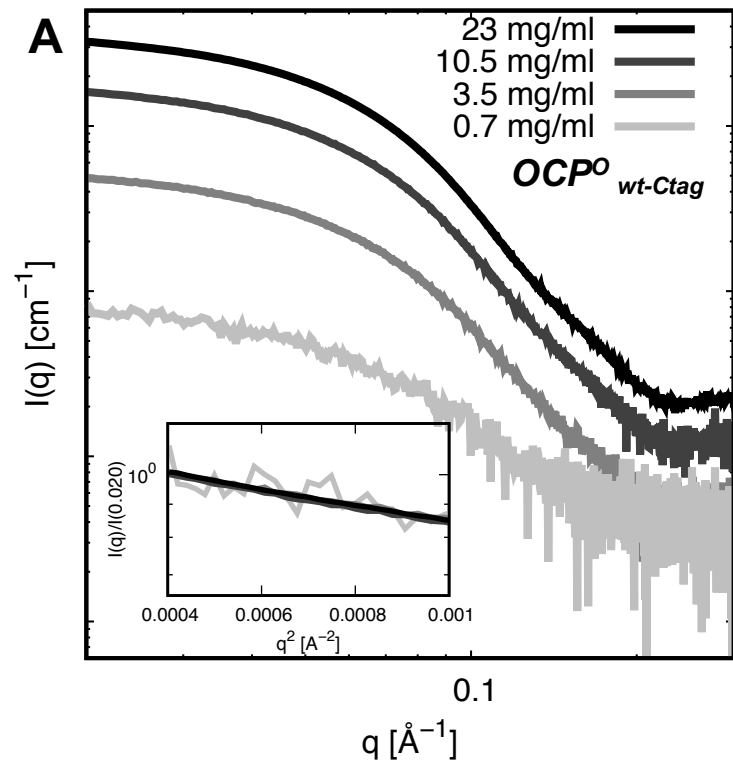 A
23 mg/ml
10.5 mg/ml
3.5 mg/ml
0.7 mg/ml
OCP^O wt-Ctag
I(q) [cm⁻¹]
I(q)/I(0.020)
10⁰
0.0004 0.0006 0.0008 0.001
q² [A⁻²]
0.1
q [Å⁻¹]